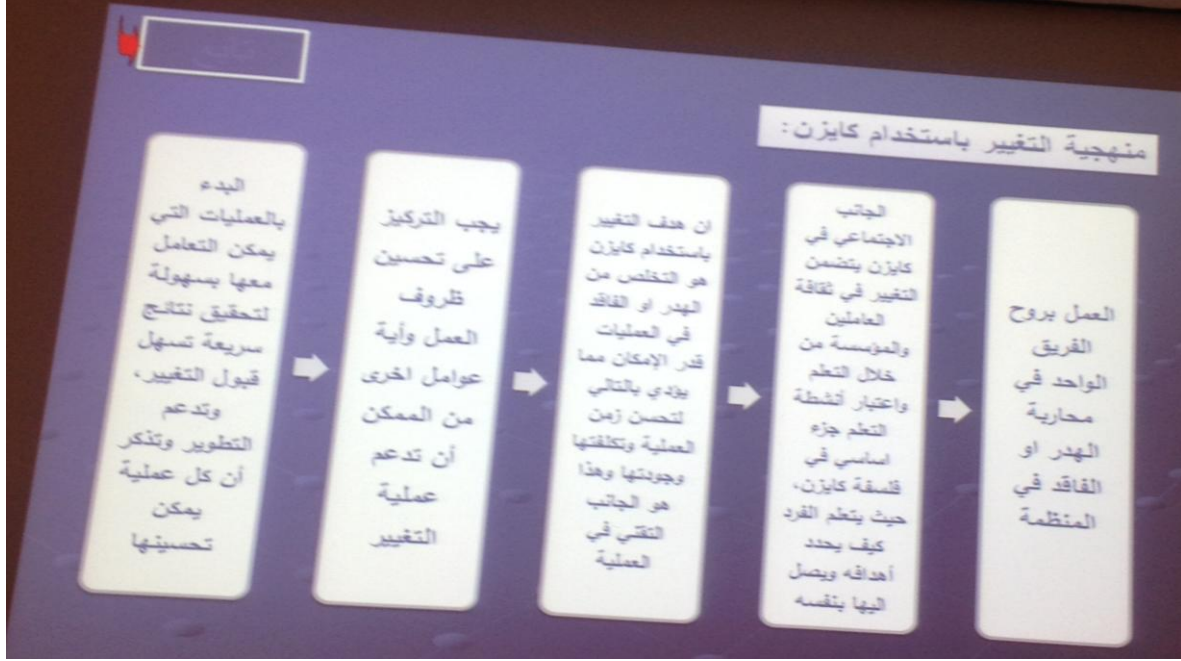 منهجية التغيير باستخدام كايزن:
البدء
بالعمليات التي
يمكن التعامل
معها بسهولة
لتحقيق نتائج
سريعة تسهل
قبول التغيير،
وتدعم
التطوير وتذكر
أن كل عملية
يمكن
تحسينها
يجب التركيز
على تحسين
ظروف
العمل وأية
عوامل اخرى
من الممكن
أن تدعم
عملية
التغيير
ان هدف التغيير
باستخدام كايزن
هو التخلص من
الهدر او الفاقد
في العمليات
قدر الإمكان مما
يؤدي بالتالي
لتحسن زمن
العملية وتكلفتها
وجودتها وهذا
هو الجانب
التقني في
العملية
الجانب
الاجتماعي في
كايزن يتضمن
التغيير في ثقافة
العاملين
والمؤسسة من
خلال التعلم
واعتبار أنشطة
التعلم جزء
اساسي في
فلسفة كايزن،
حيث يتعلم الفرد
كيف يحدد
أهدافه ويصل
اليها بنفسه
العمل بروح
الفريق
الواحد في
محاربة
الهدر او
الفاقد في
المنظمة